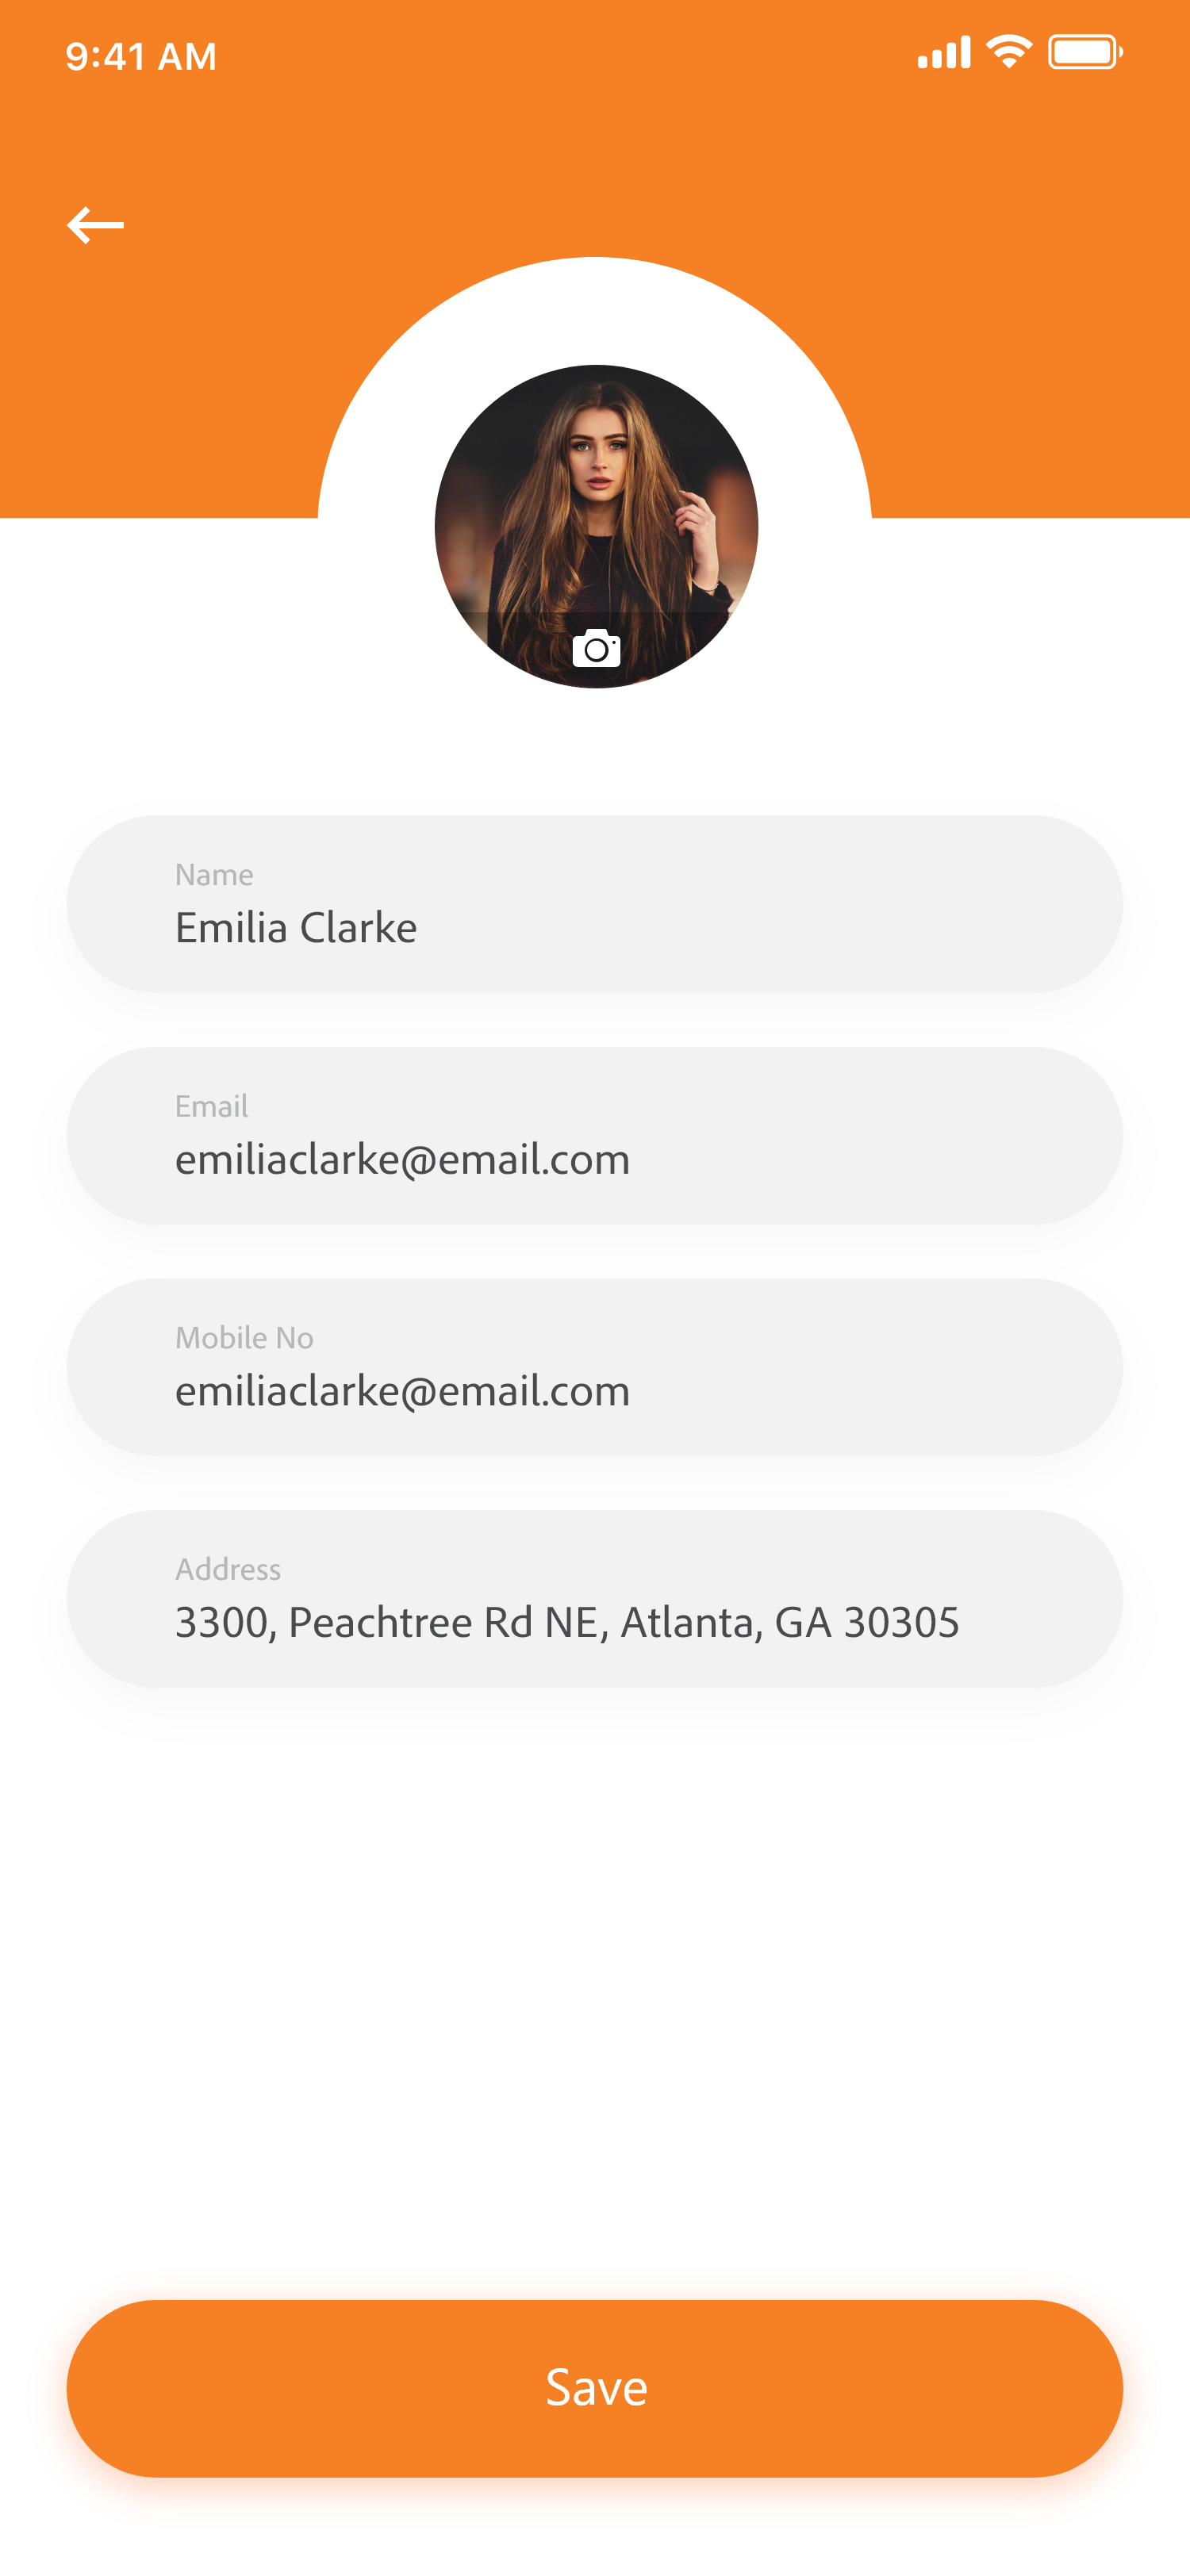 9:41 AM
Name
Emilia Clarke
Email
emiliaclarke@email.com
Mobile No
emiliaclarke@email.com
Address
3300, Peachtree Rd NE, Atlanta, GA 30305
Save